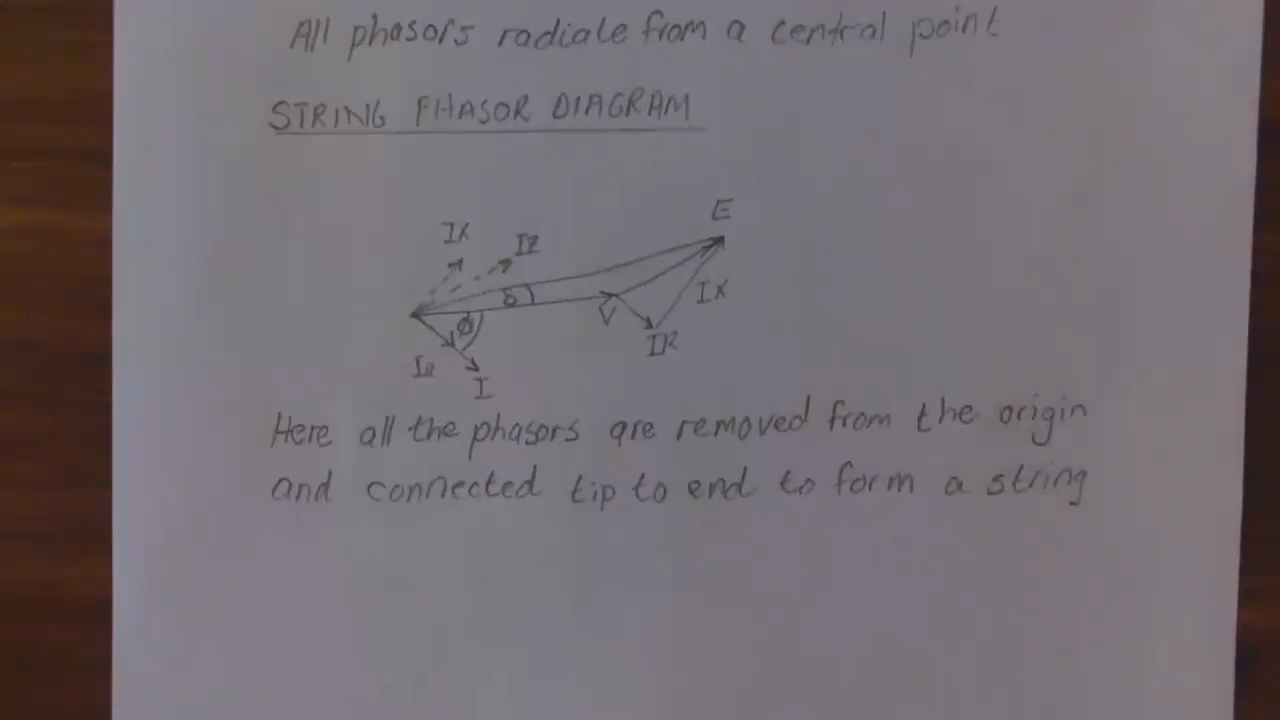 All phasors radiate from a central point
STRING PHASOR DIAGRAM
E
IX
IZ
δ
IX
V
Φ
IR
I
Here all the phasors are removed from the origin
and connected tip to end to form a string